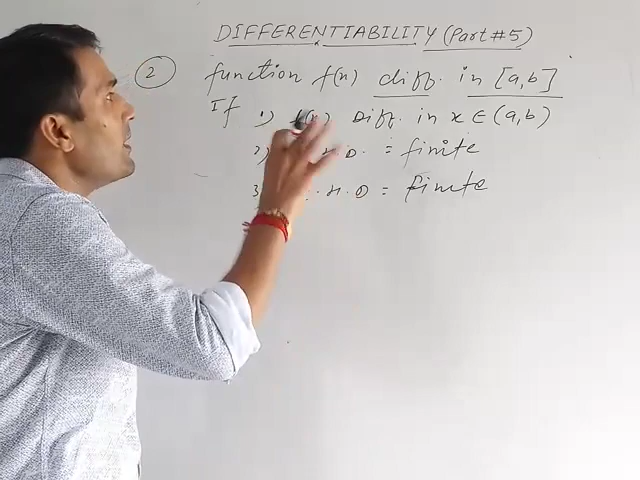 DIFFERENTIABILITY (Part #5)
2 function f(x) diff. in [a,b]
If 1) f(x) Diff. in x ∈ (a,b)
2) H.D. = finite
3 H.D = finite